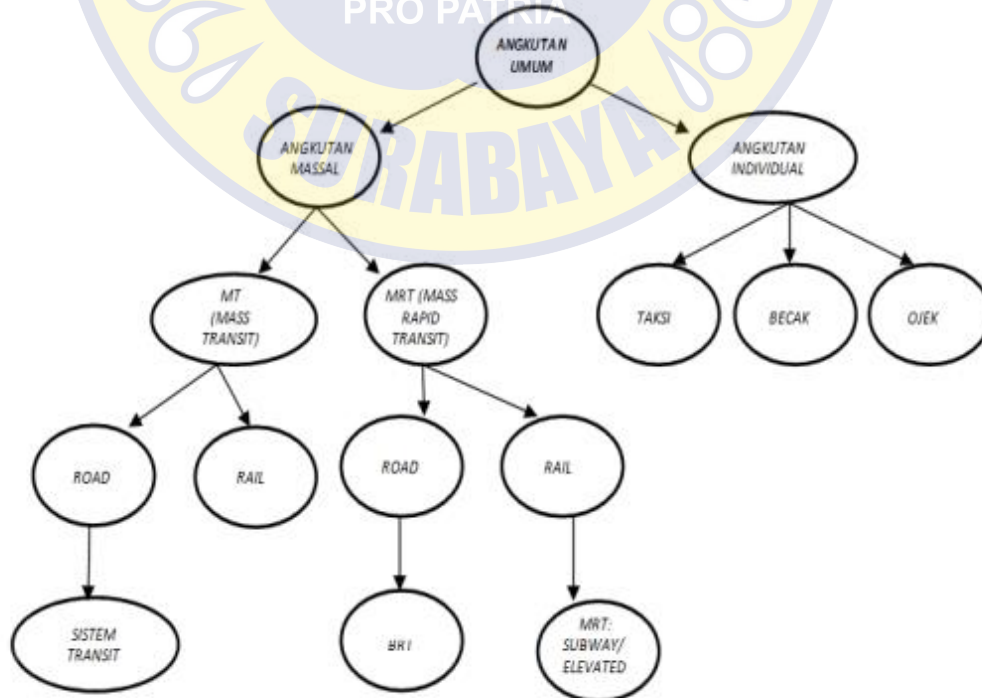 PRO PATRIA
SURABAYA
ANGKUTAN
UMUM
ANGKUTAN
MASSAL
ANGKUTAN
INDIVIDUAL
MT
(MASS
TRANSIT)
MRT (MASS
RAPID
TRANSIT)
TAKSI
BECAK
OJEK
ROAD
RAIL
ROAD
RAIL
SISTEM
TRANSIT
BRT
MRT:
SUBWAY/
ELEVATED